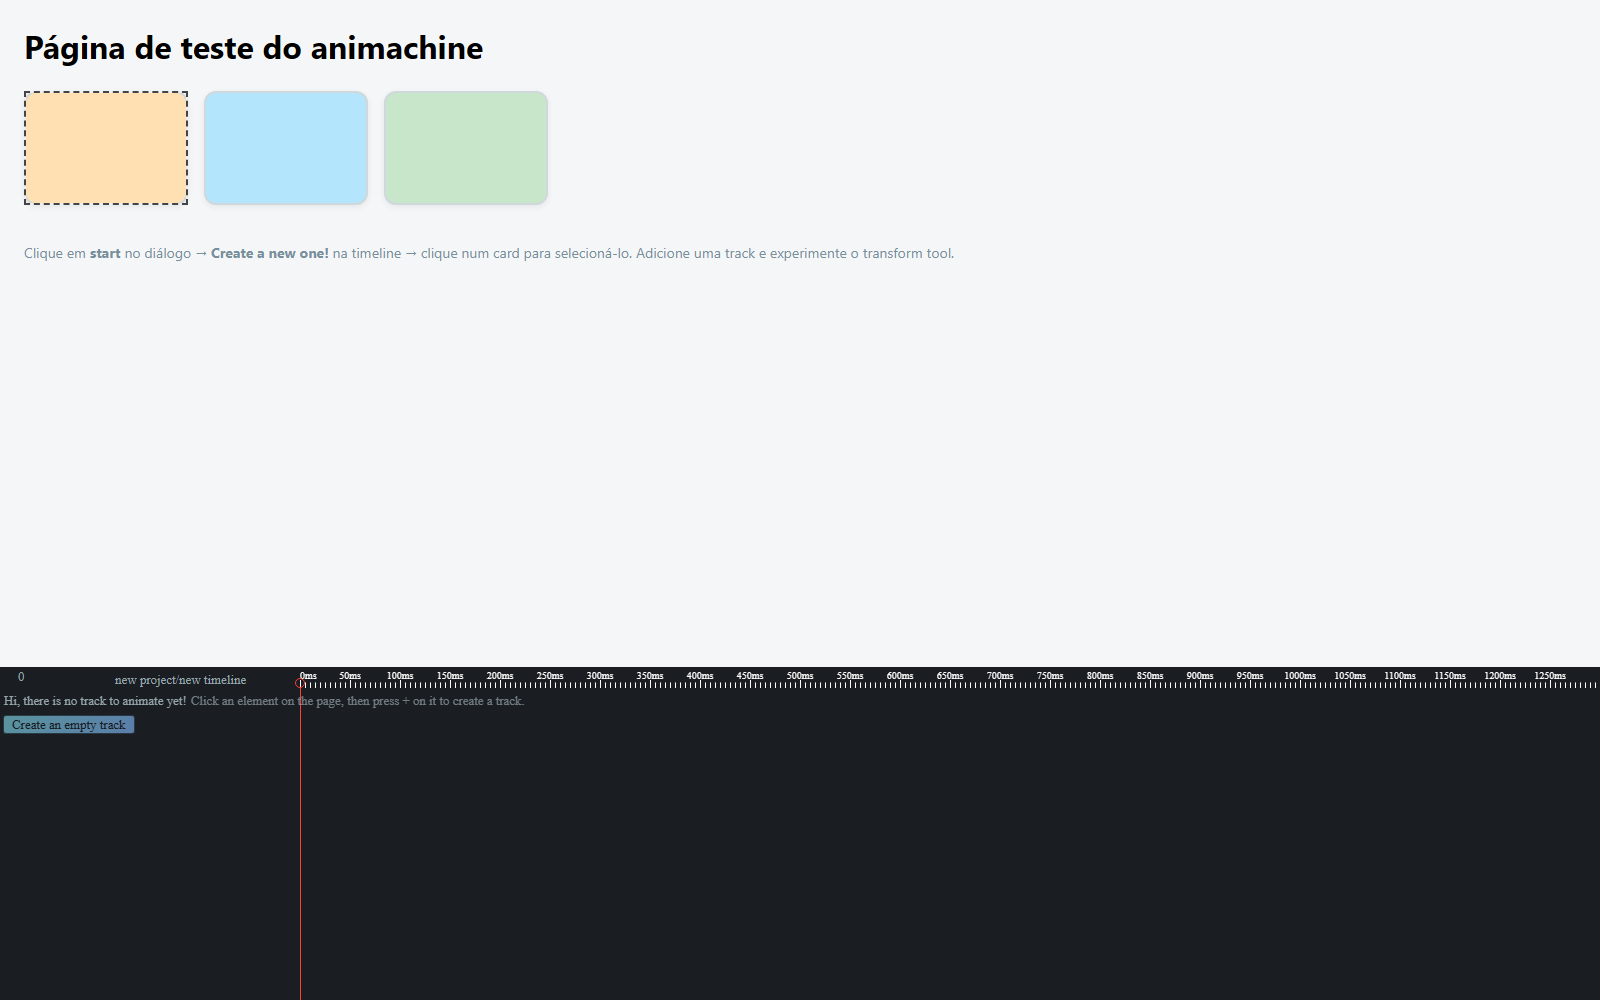 Página de teste do animachine
Clique em start no diálogo → Create a new one! na timeline → clique num card para selecioná-lo. Adicione uma track e experimente o transform tool.
0 new project/new timeline 0ms 50ms 100ms 150ms 200ms 250ms 300ms 350ms 400ms 450ms 500ms 550ms 600ms 650ms 700ms 750ms 800ms 850ms 900ms 950ms 1000ms 1050ms 1100ms 1150ms 1200ms 1250ms
Hi, there is no track to animate yet! Click an element on the page, then press + on it to create a track.
Create an empty track